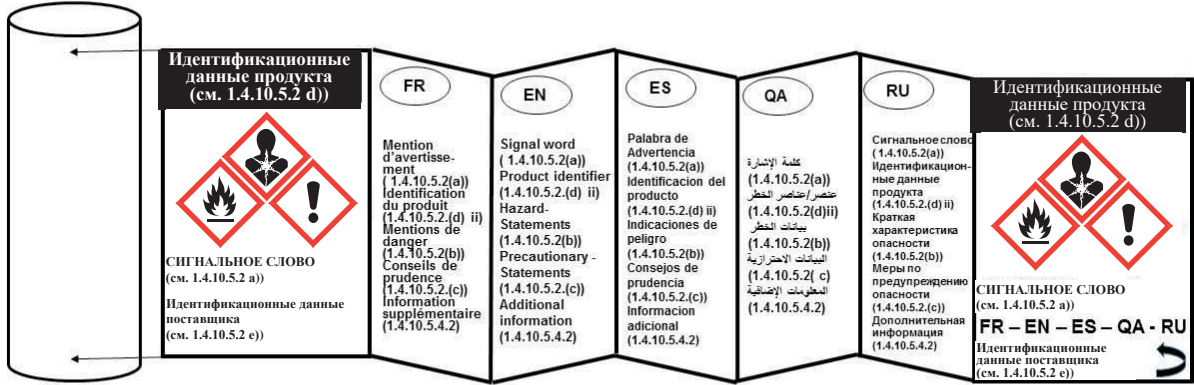 Идентификационные
данные продукта
(см. 1.4.10.5.2 d))
СИГНАЛЬНОЕ СЛОВО
(см. 1.4.10.5.2 a))
Идентификационные данные
поставщика
(см. 1.4.10.5.2 e))
FR
Mention
d'avertisse-
ment
( 1.4.10.5.2(a))
Identification
du produit
(1.4.10.5.2.(d) ii)
Mentions de
danger
(1.4.10.5.2(b))
Conseils de
prudence
(1.4.10.5.2.(c))
Information
supplémentaire
(1.4.10.5.4.2)
EN
Signal word
( 1.4.10.5.2(a))
Product identifier
(1.4.10.5.2.(d) ii)
Hazard-
Statements
(1.4.10.5.2(b))
Precautionary -
Statements
(1.4.10.5.2.(c))
Additional
information
(1.4.10.5.4.2)
ES
Palabra de
Advertencia
(1.4.10.5.2(a))
Identificacion del
producto
(1.4.10.5.2.(d) ii)
Indicaciones de
peligro
(1.4.10.5.2(b))
Consejos de
prudencia
(1.4.10.5.2.(c))
Informacion
adicional
(1.4.10.5.4.2)
QA
كلمة الإشارة
(1.4.10.5.2(a))
عنصر/عناصر الخطر
(1.4.10.5.2(d)ii)
بيانات الخطر
(1.4.10.5.2(b))
البيانات الاحترازية
(1.4.10.5.2( c)
المعلومات الإضافية
(1.4.10.5.4.2)
RU
Сигнальное слово
( 1.4.10.5.2(a))
Идентификацион-
ные данные
продукта
(1.4.10.5.2.(d) ii)
Краткая
характеристика
опасности
(1.4.10.5.2(b))
Меры по
предупреждению
опасности
(1.4.10.5.2.(c))
Дополнительная
информация
(1.4.10.5.4.2)
Идентификационные
данные продукта
(см. 1.4.10.5.2 d))
СИГНАЛЬНОЕ СЛОВО
(см. 1.4.10.5.2 a))
FR – EN – ES – QA - RU
Идентификационные
данные поставщика
(см. 1.4.10.5.2 e))